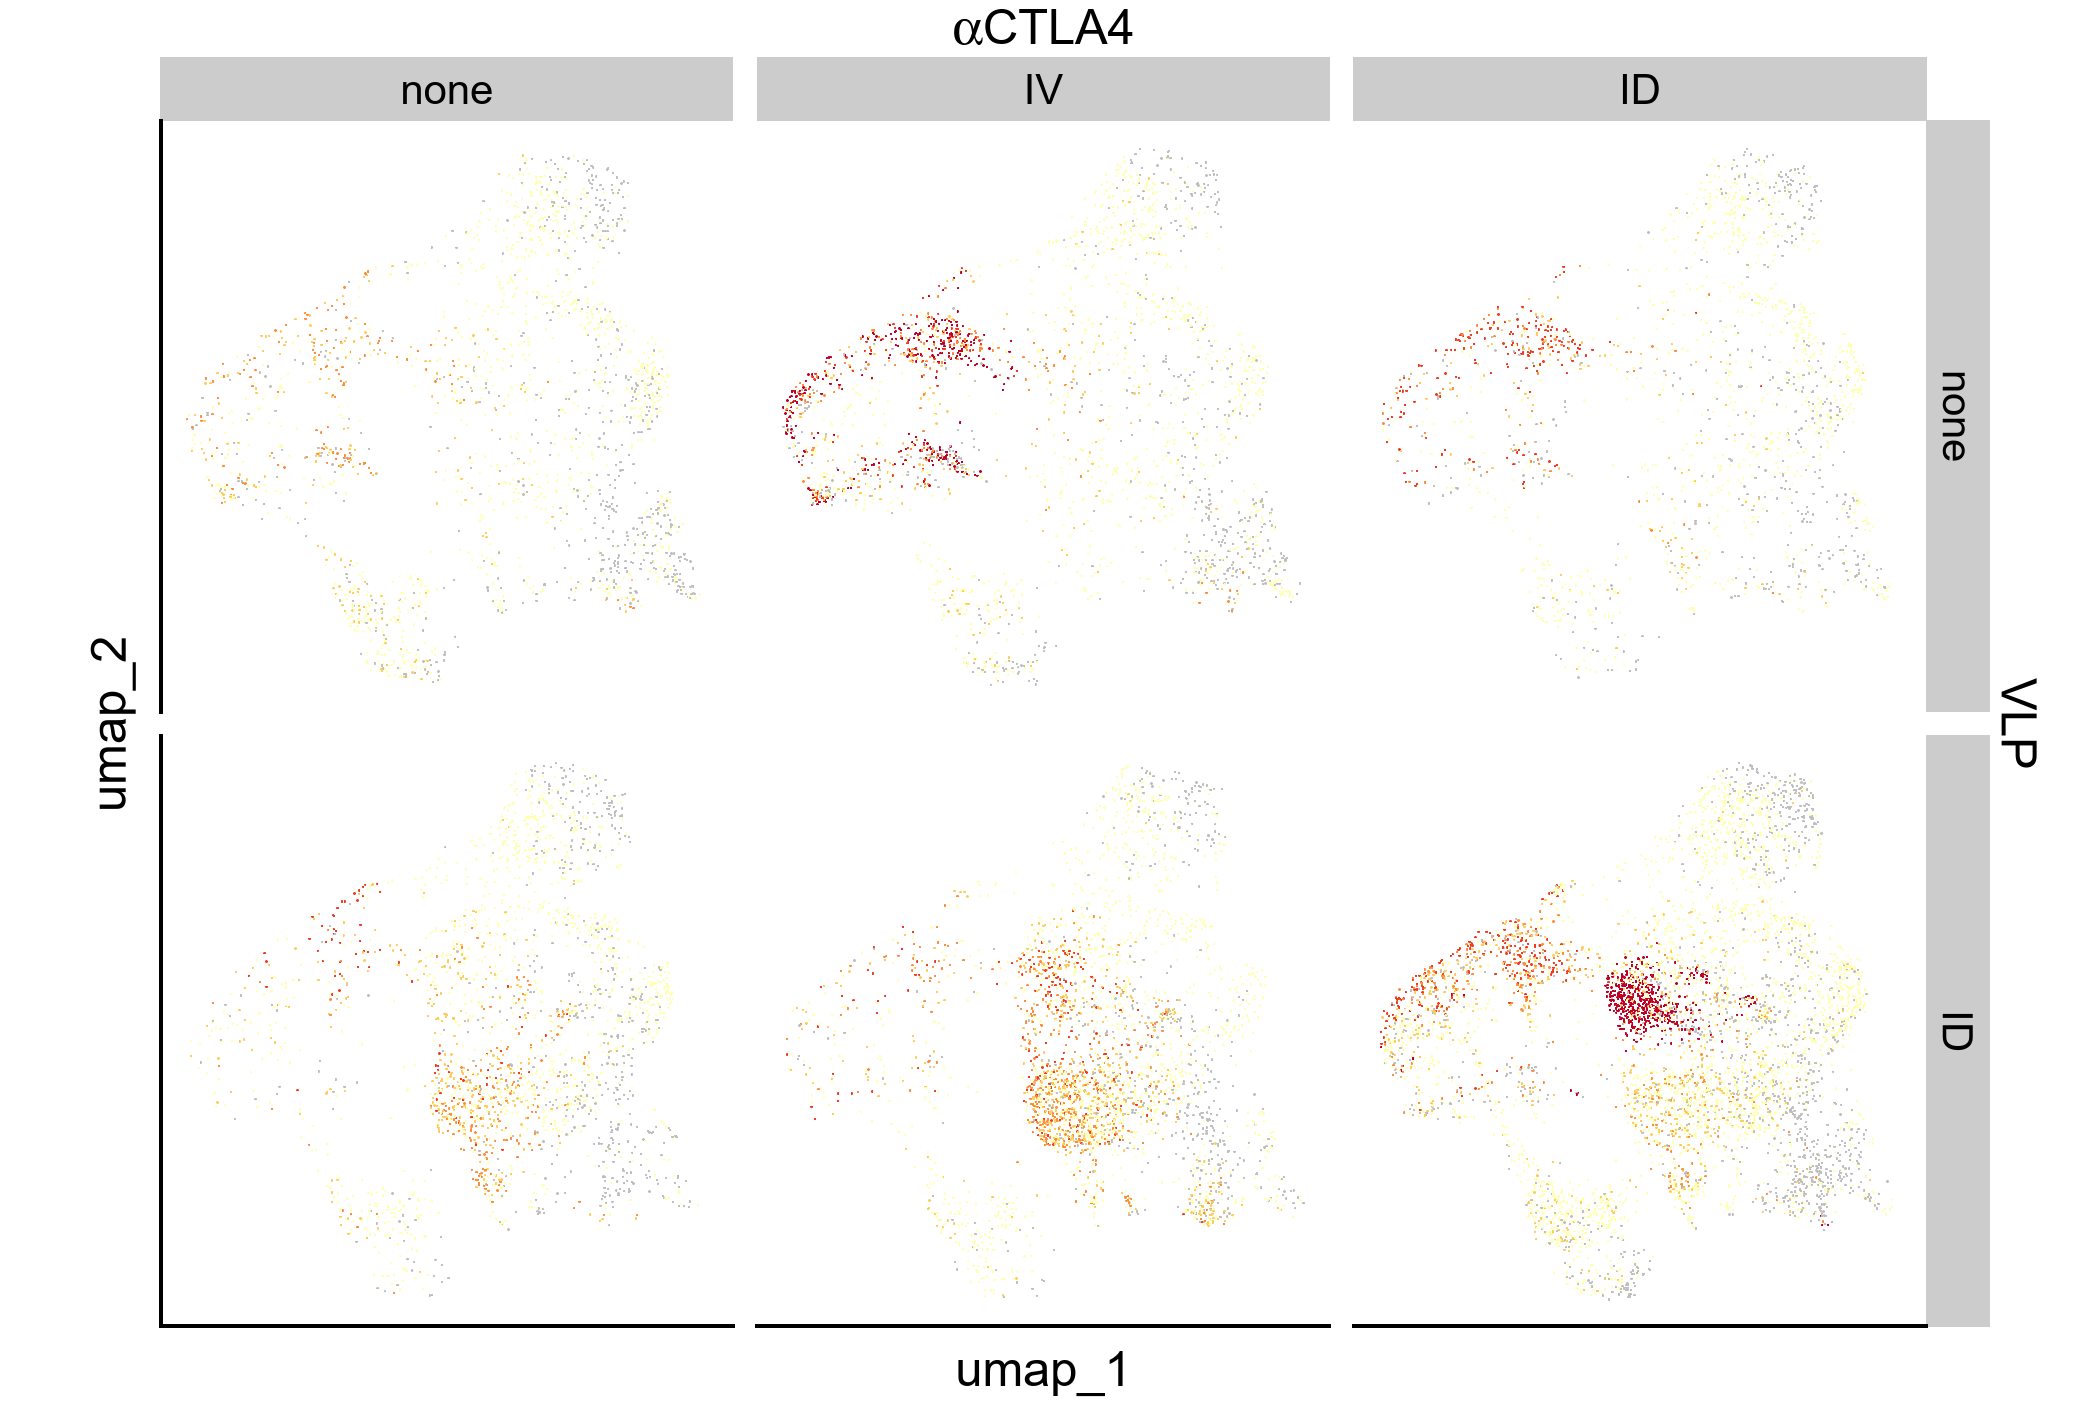 αCTLA4
none
IV
ID
none
VLP
ID
umap_2
umap_1